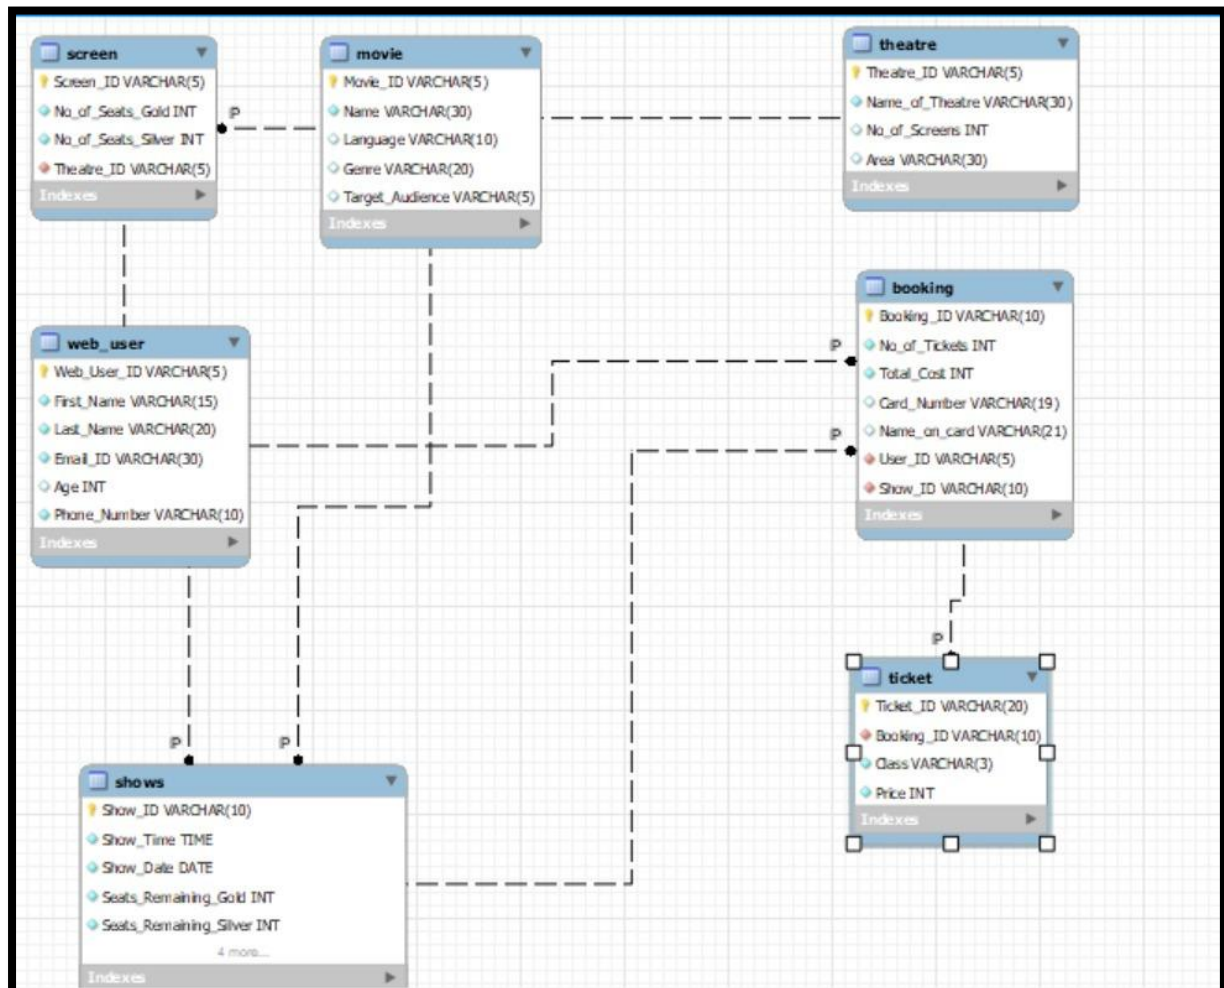 screen
Screen_ID VARCHAR(5)
No_of_Seats_Gold INT
No_of_Seats_Silver INT
Theatre_ID VARCHAR(5)
Indexes
P
movie
Movie_ID VARCHAR(5)
Name VARCHAR(30)
Language VARCHAR(10)
Genre VARCHAR(20)
Target_Audience VARCHAR(5)
Indexes
theatre
Theatre_ID VARCHAR(5)
Name_of_Theatre VARCHAR(30)
No_of_Screens INT
Area VARCHAR(30)
Indexes
web_user
Web_User_ID VARCHAR(5)
First_Name VARCHAR(15)
Last_Name VARCHAR(20)
Email_ID VARCHAR(30)
Age INT
Phone_Number VARCHAR(10)
Indexes
P
P
booking
Booking_ID VARCHAR(10)
No_of_Tickets INT
Total_Cost INT
Card_Number VARCHAR(19)
Name_on_card VARCHAR(21)
User_ID VARCHAR(5)
Show_ID VARCHAR(10)
Indexes
P
ticket
Ticket_ID VARCHAR(20)
Booking_ID VARCHAR(10)
Class VARCHAR(3)
Price INT
Indexes
P
P
shows
Show_ID VARCHAR(10)
Show_Time TIME
Show_Date DATE
Seats_Remaining_Gold INT
Seats_Remaining_Silver INT
4 more...
Indexes